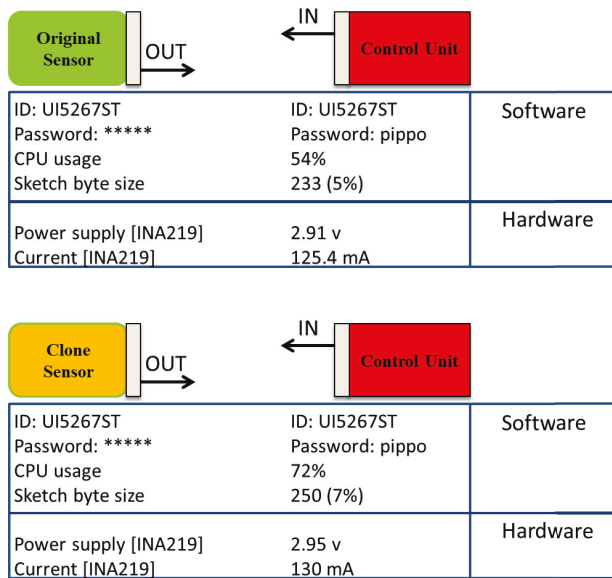 Original Sensor
OUT
IN
Control Unit
ID: UI5267ST ID: UI5267ST Software
Password: ***** Password: pippo
CPU usage 54%
Sketch byte size 233 (5%)
Hardware
Power supply [INA219] 2.91 v
Current [INA219] 125.4 mA
Clone Sensor
OUT
IN
Control Unit
ID: UI5267ST ID: UI5267ST Software
Password: ***** Password: pippo
CPU usage 72%
Sketch byte size 250 (7%)
Hardware
Power supply [INA219] 2.95 v
Current [INA219] 130 mA